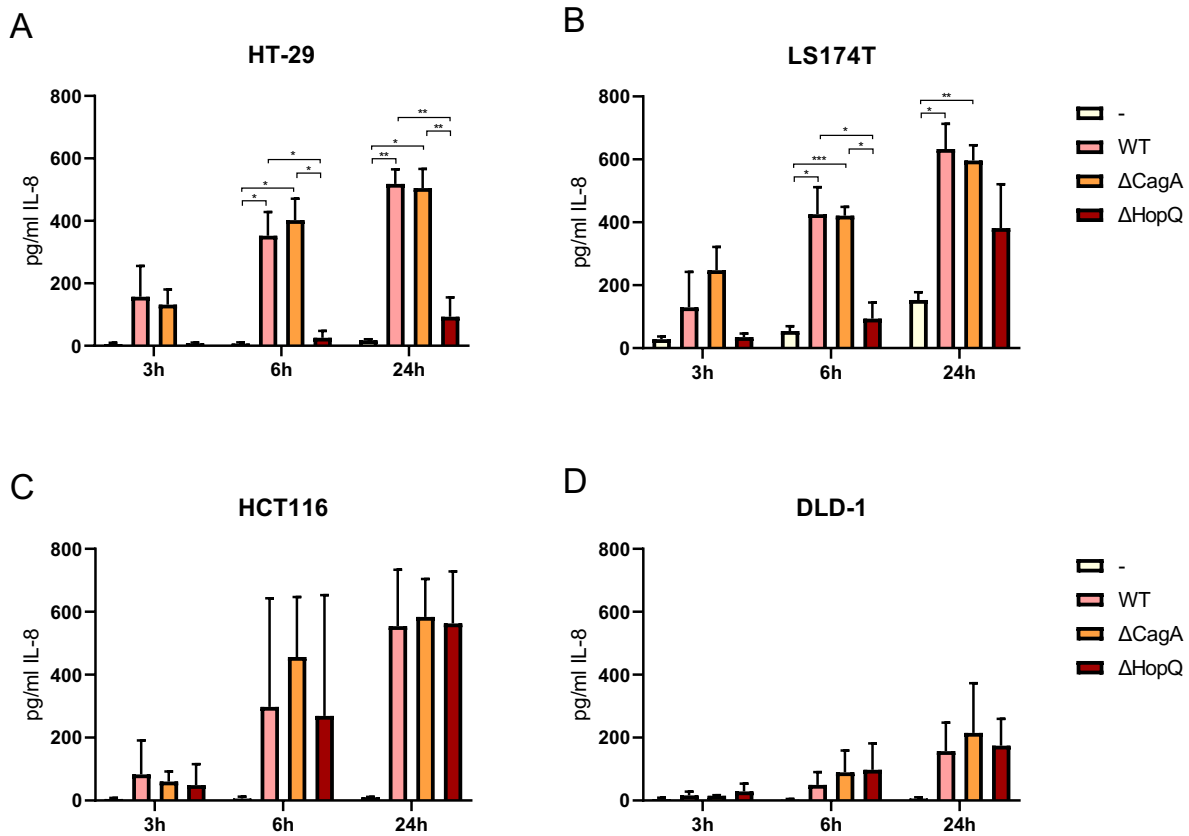 A
HT-29
pg/ml IL-8
800
600
400
200
0
** 
* **
* * **
* *
*
3h 6h 24h
B
LS174T
pg/ml IL-8
800
600
400
200
0
**
*
*
*** *
*
3h 6h 24h
-
WT
ΔCagA
ΔHopQ
C
HCT116
pg/ml IL-8
800
600
400
200
0
3h 6h 24h
D
DLD-1
pg/ml IL-8
800
600
400
200
0
3h 6h 24h
-
WT
ΔCagA
ΔHopQ